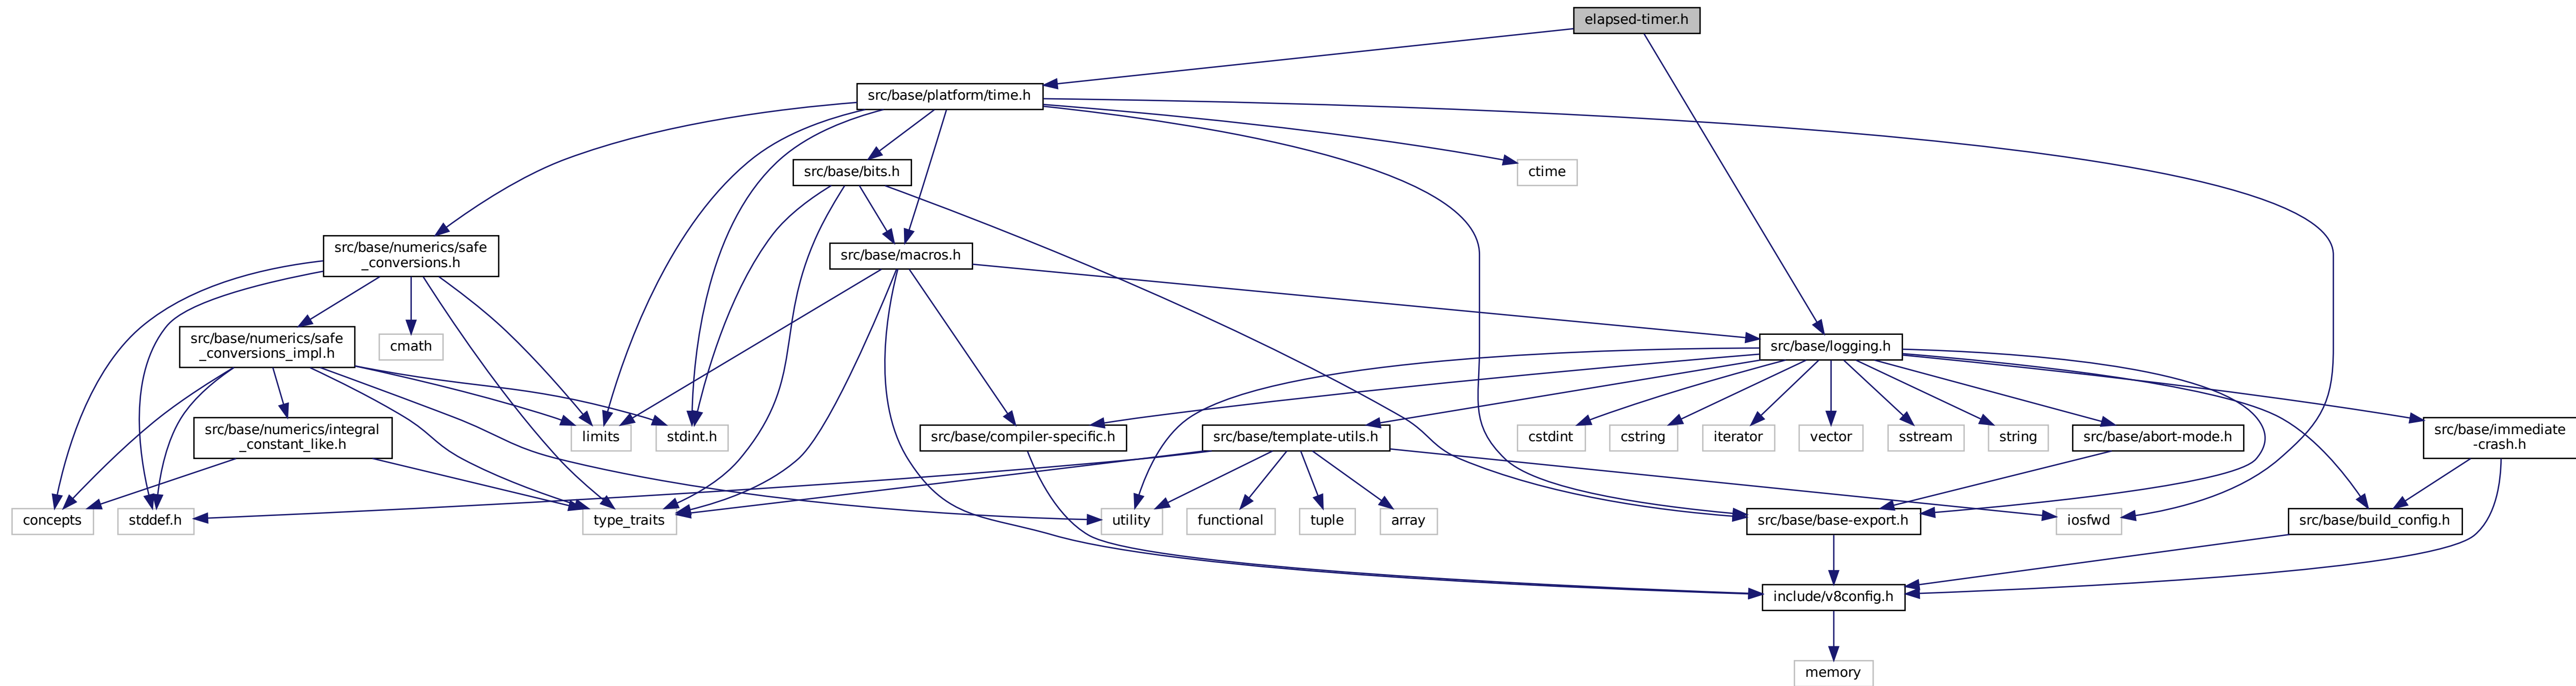 elapsed-timer.h
src/base/platform/time.h
src/base/bits.h
ctime
src/base/numerics/safe
_conversions.h
src/base/macros.h
src/base/numerics/safe
_conversions_impl.h
cmath
src/base/logging.h
src/base/numerics/integral
_constant_like.h
limits
stdint.h
src/base/compiler-specific.h
src/base/template-utils.h
cstdint
cstring
iterator
vector
sstream
string
src/base/abort-mode.h
src/base/immediate
-crash.h
concepts
stddef.h
type_traits
utility
functional
tuple
array
src/base/base-export.h
iosfwd
src/base/build_config.h
include/v8config.h
memory